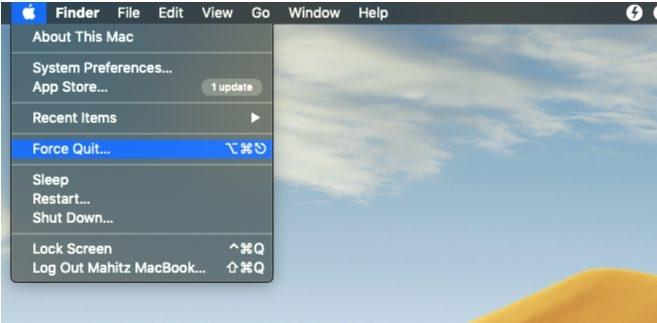 Finder File Edit View Go Window Help
About This Mac
System Preferences...
App Store... 1 update
Recent Items ▶
Force Quit... ⌥⌘⎋
Sleep
Restart...
Shut Down...
Lock Screen ^⌘Q
Log Out Mahitz MacBook... ⇧⌘Q